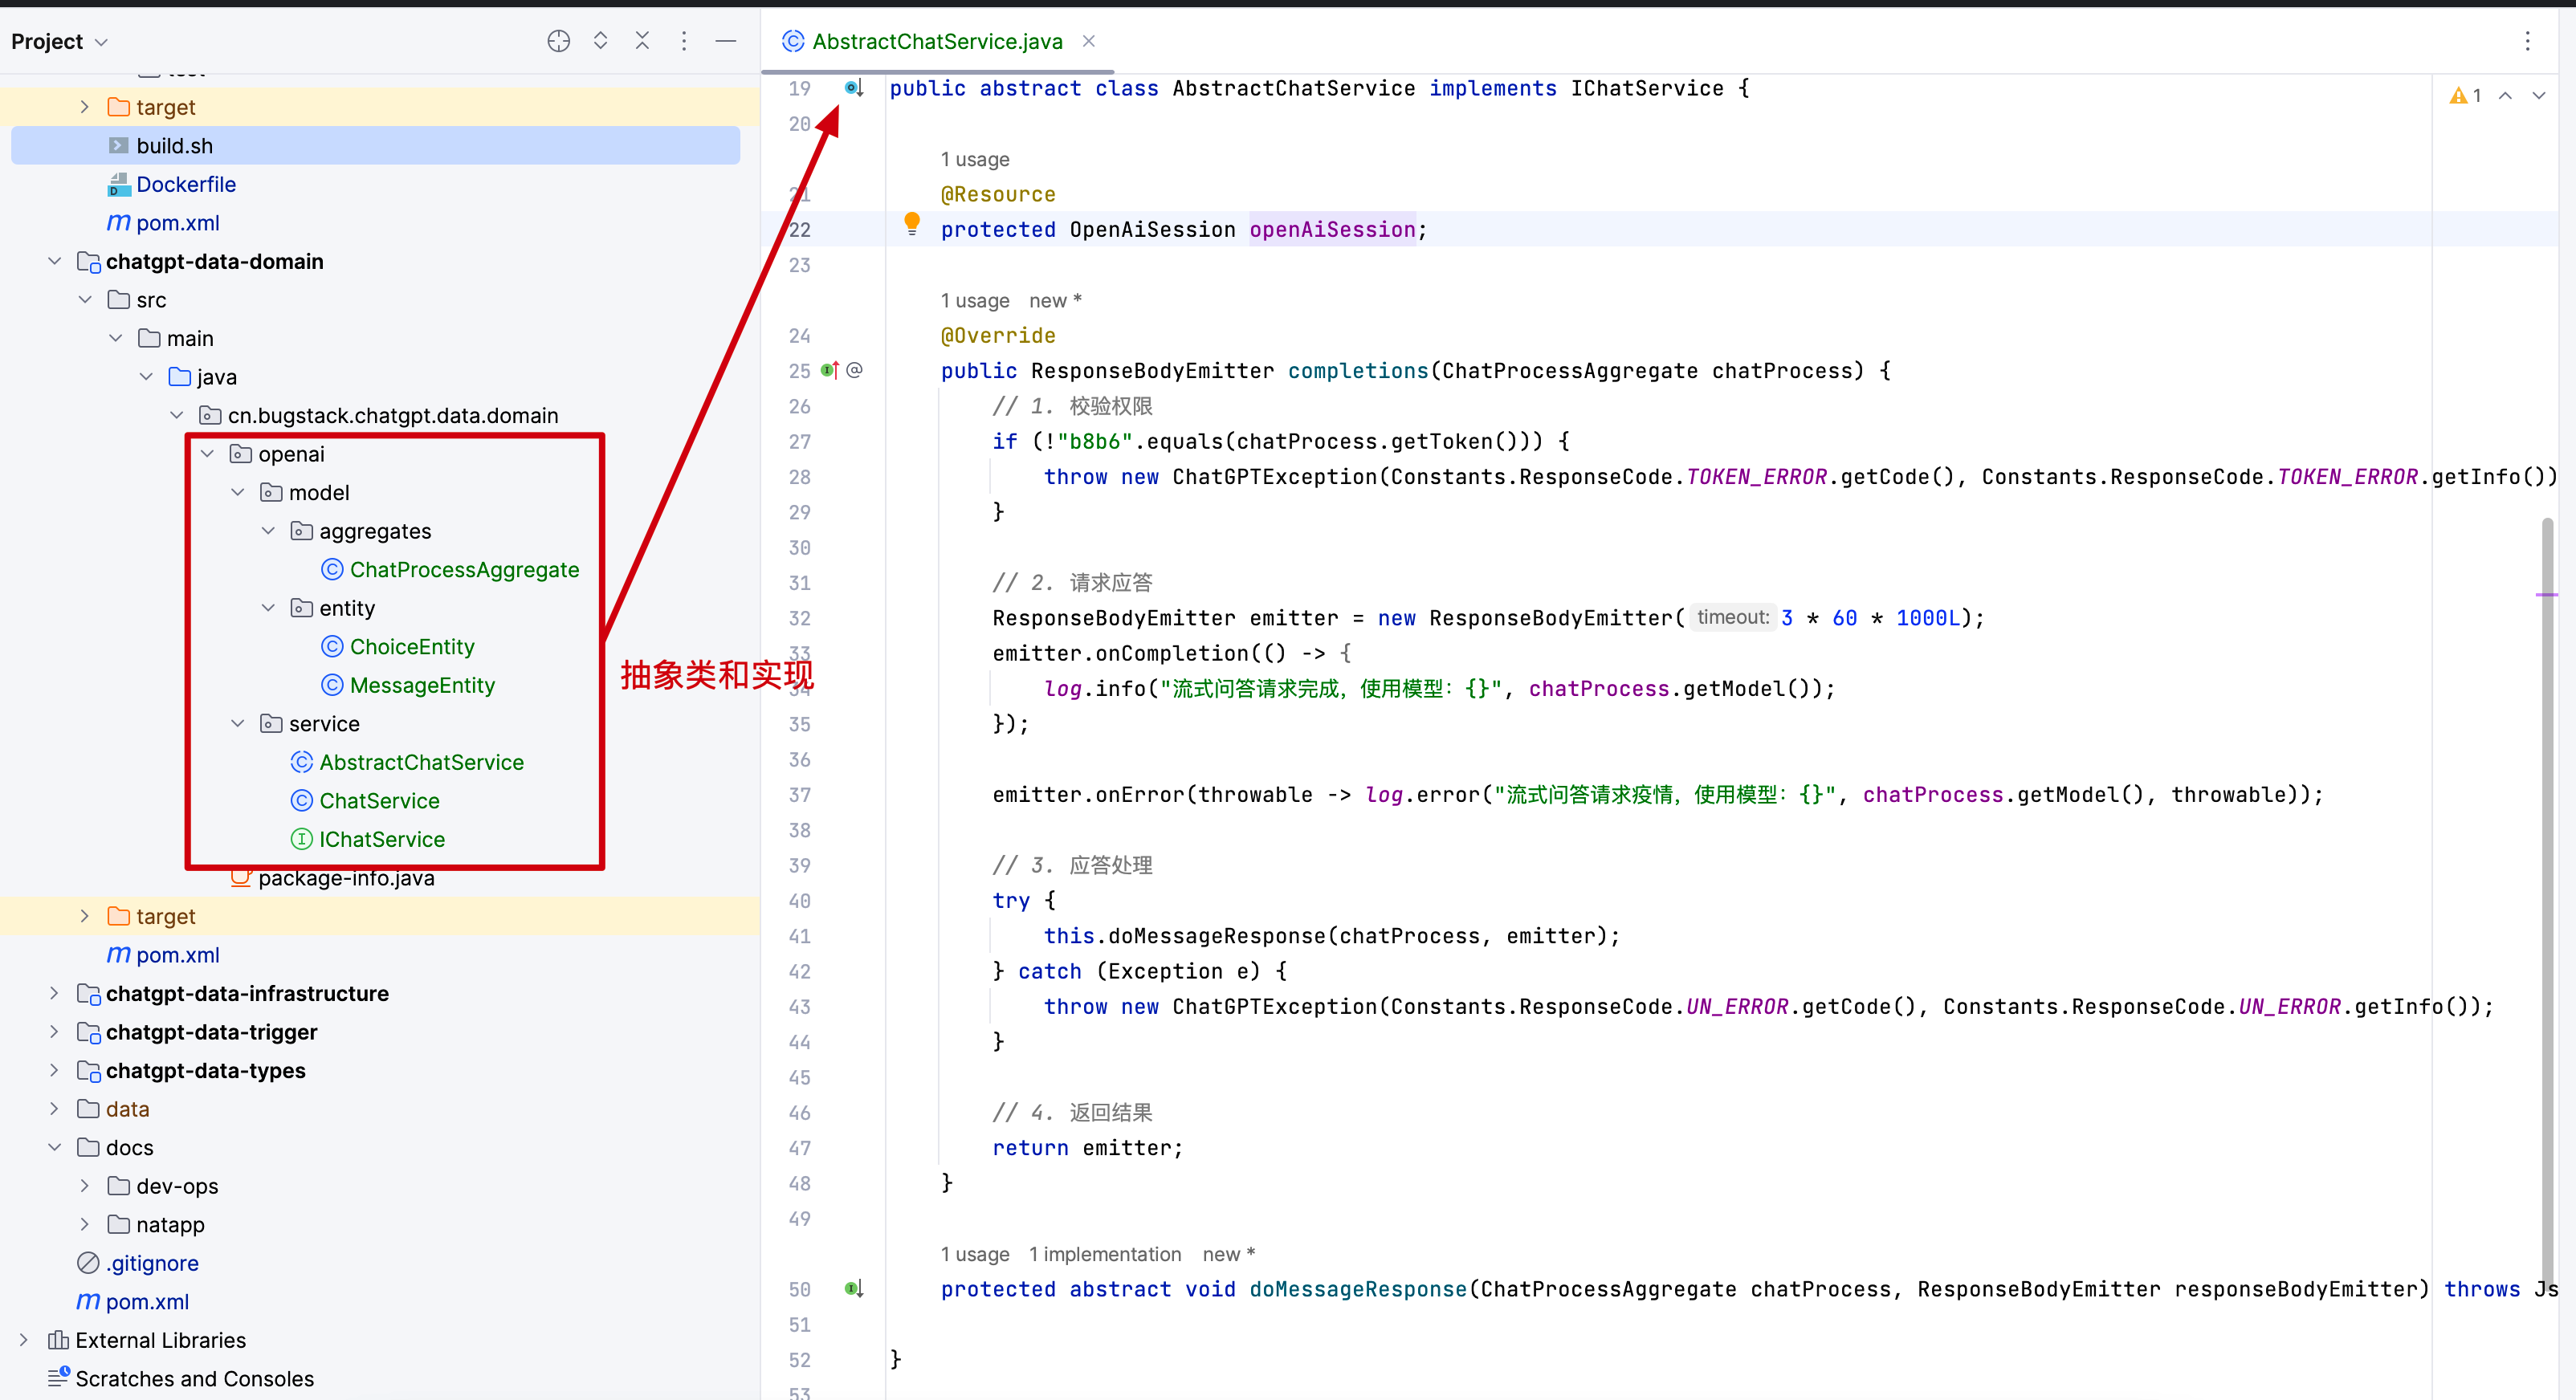 Project
target
build.sh
Dockerfile
pom.xml
chatgpt-data-domain
src
main
java
cn.bugstack.chatgpt.data.domain
openai
model
aggregates
ChatProcessAggregate
entity
ChoiceEntity
MessageEntity
service
AbstractChatService
ChatService
IChatService
package-info.java
target
pom.xml
chatgpt-data-infrastructure
chatgpt-data-trigger
chatgpt-data-types
data
docs
dev-ops
natapp
.gitignore
pom.xml
External Libraries
Scratches and Consoles
抽象类和实现
AbstractChatService.java
1
19 public abstract class AbstractChatService implements IChatService {
20
1 usage
21 @Resource
22 protected OpenAiSession openAiSession;
23
1 usage new *
24 @Override
25 public ResponseBodyEmitter completions(ChatProcessAggregate chatProcess) {
26 // 1. 校验权限
27 if (!"b8b6".equals(chatProcess.getToken())) {
28 throw new ChatGPTException(Constants.ResponseCode.TOKEN_ERROR.getCode(), Constants.ResponseCode.TOKEN_ERROR.getInfo())
29 }
30
31 // 2. 请求应答
32 ResponseBodyEmitter emitter = new ResponseBodyEmitter( timeout: 3 * 60 * 1000L);
33 emitter.onCompletion(() -> {
34 log.info("流式问答请求完成，使用模型：{}", chatProcess.getModel());
35 });
36
37 emitter.onError(throwable -> log.error("流式问答请求疫情，使用模型：{}", chatProcess.getModel(), throwable));
38
39 // 3. 应答处理
40 try {
41 this.doMessageResponse(chatProcess, emitter);
42 } catch (Exception e) {
43 throw new ChatGPTException(Constants.ResponseCode.UN_ERROR.getCode(), Constants.ResponseCode.UN_ERROR.getInfo());
44 }
45
46 // 4. 返回结果
47 return emitter;
48 }
49
1 usage 1 implementation new *
50 protected abstract void doMessageResponse(ChatProcessAggregate chatProcess, ResponseBodyEmitter responseBodyEmitter) throws Js
51
52 }
53